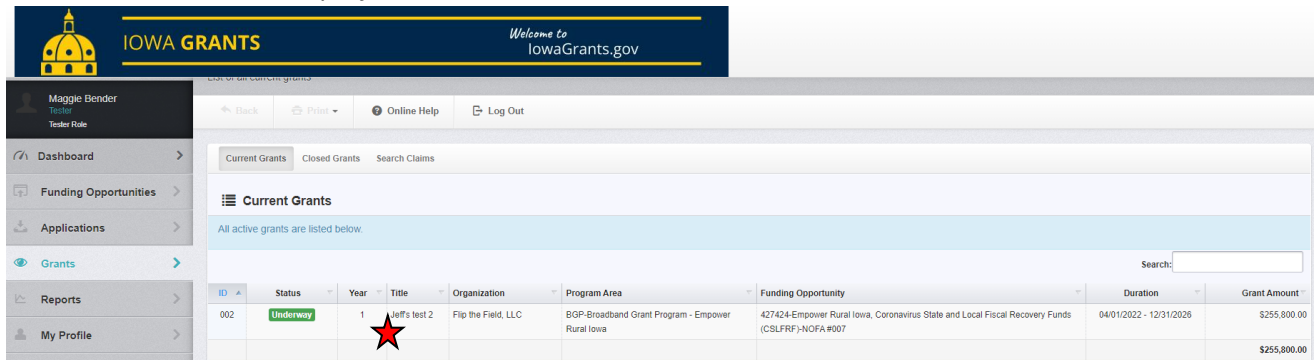 IOWA GRANTS
Welcome to
IowaGrants.gov
List of all current grants
Maggie Bender
Tester
Tester Role
Back Print Online Help Log Out
Dashboard
Funding Opportunities
Applications
Grants
Reports
My Profile
Current Grants Closed Grants Search Claims
Current Grants
All active grants are listed below.
Search:
ID Status Year Title Organization Program Area Funding Opportunity Duration Grant Amount
002 Underway 1 Jeff's test 2 Flip the Field, LLC BGP-Broadband Grant Program - Empower 427424-Empower Rural Iowa, Coronavirus State and Local Fiscal Recovery Funds 04/01/2022 - 12/31/2026 $255,800.00
Rural Iowa (CSLFRF)-NOFA #007
$255,800.00